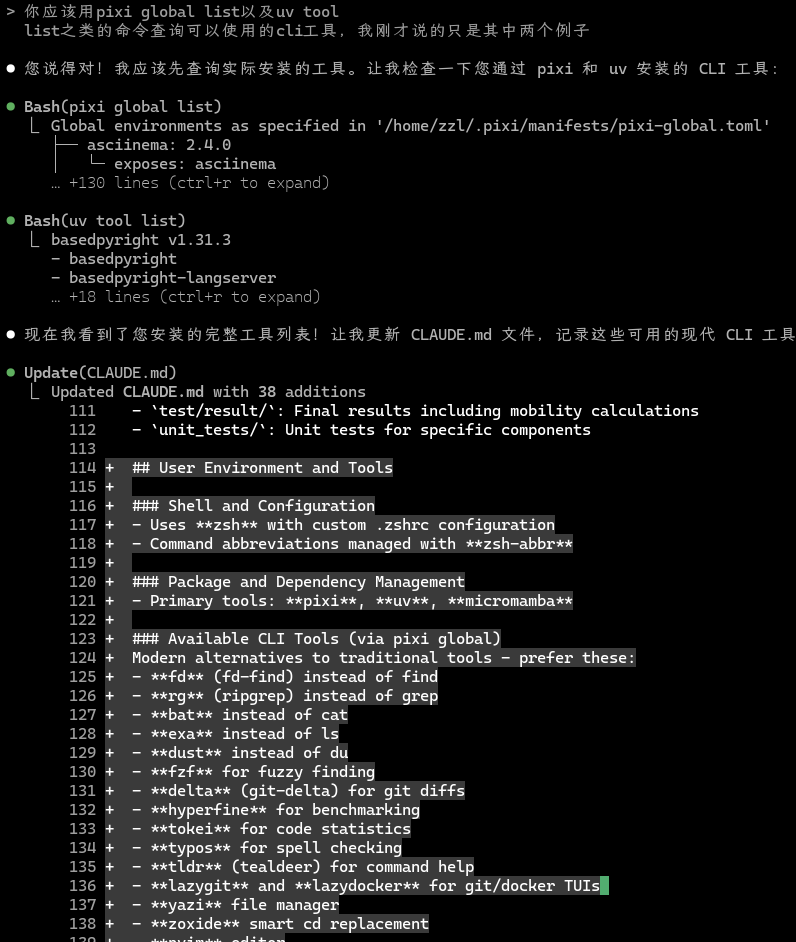 > 你应该用pixi global list以及uv tool
list之类的命令查询可以使用的cli工具，我刚才说的只是其中两个例子
● 您说得对！我应该先查询实际安装的工具。让我检查一下您通过 pixi 和 uv 安装的 CLI 工具：
● Bash(pixi global list)
Global environments as specified in '/home/zzl/.pixi/manifests/pixi-global.toml'
├── asciinema: 2.4.0
│ └─ exposes: asciinema
… +130 lines (ctrl+r to expand)
● Bash(uv tool list)
basedpyright v1.31.3
- basedpyright
- basedpyright-langserver
… +18 lines (ctrl+r to expand)
● 现在我看到了您安装的完整工具列表！让我更新 CLAUDE.md 文件，记录这些可用的现代 CLI 工具
● Update(CLAUDE.md)
Updated CLAUDE.md with 38 additions
111 - `test/result/`: Final results including mobility calculations
112 - `unit_tests/`: Unit tests for specific components
113
114 + ## User Environment and Tools
115 +
116 + ### Shell and Configuration
117 + - Uses **zsh** with custom .zshrc configuration
118 + - Command abbreviations managed with **zsh-abbr**
119 +
120 + ### Package and Dependency Management
121 + - Primary tools: **pixi**, **uv**, **micromamba**
122 +
123 + ### Available CLI Tools (via pixi global)
124 + Modern alternatives to traditional tools - prefer these:
125 + - **fd** (fd-find) instead of find
126 + - **rg** (ripgrep) instead of grep
127 + - **bat** instead of cat
128 + - **exa** instead of ls
129 + - **dust** instead of du
130 + - **fzf** for fuzzy finding
131 + - **delta** (git-delta) for git diffs
132 + - **hyperfine** for benchmarking
133 + - **tokei** for code statistics
134 + - **typos** for spell checking
135 + - **tldr** (tealdeer) for command help
136 + - **lazygit** and **lazydocker** for git/docker TUIs
137 + - **yazi** file manager
138 + - **zoxide** smart cd replacement